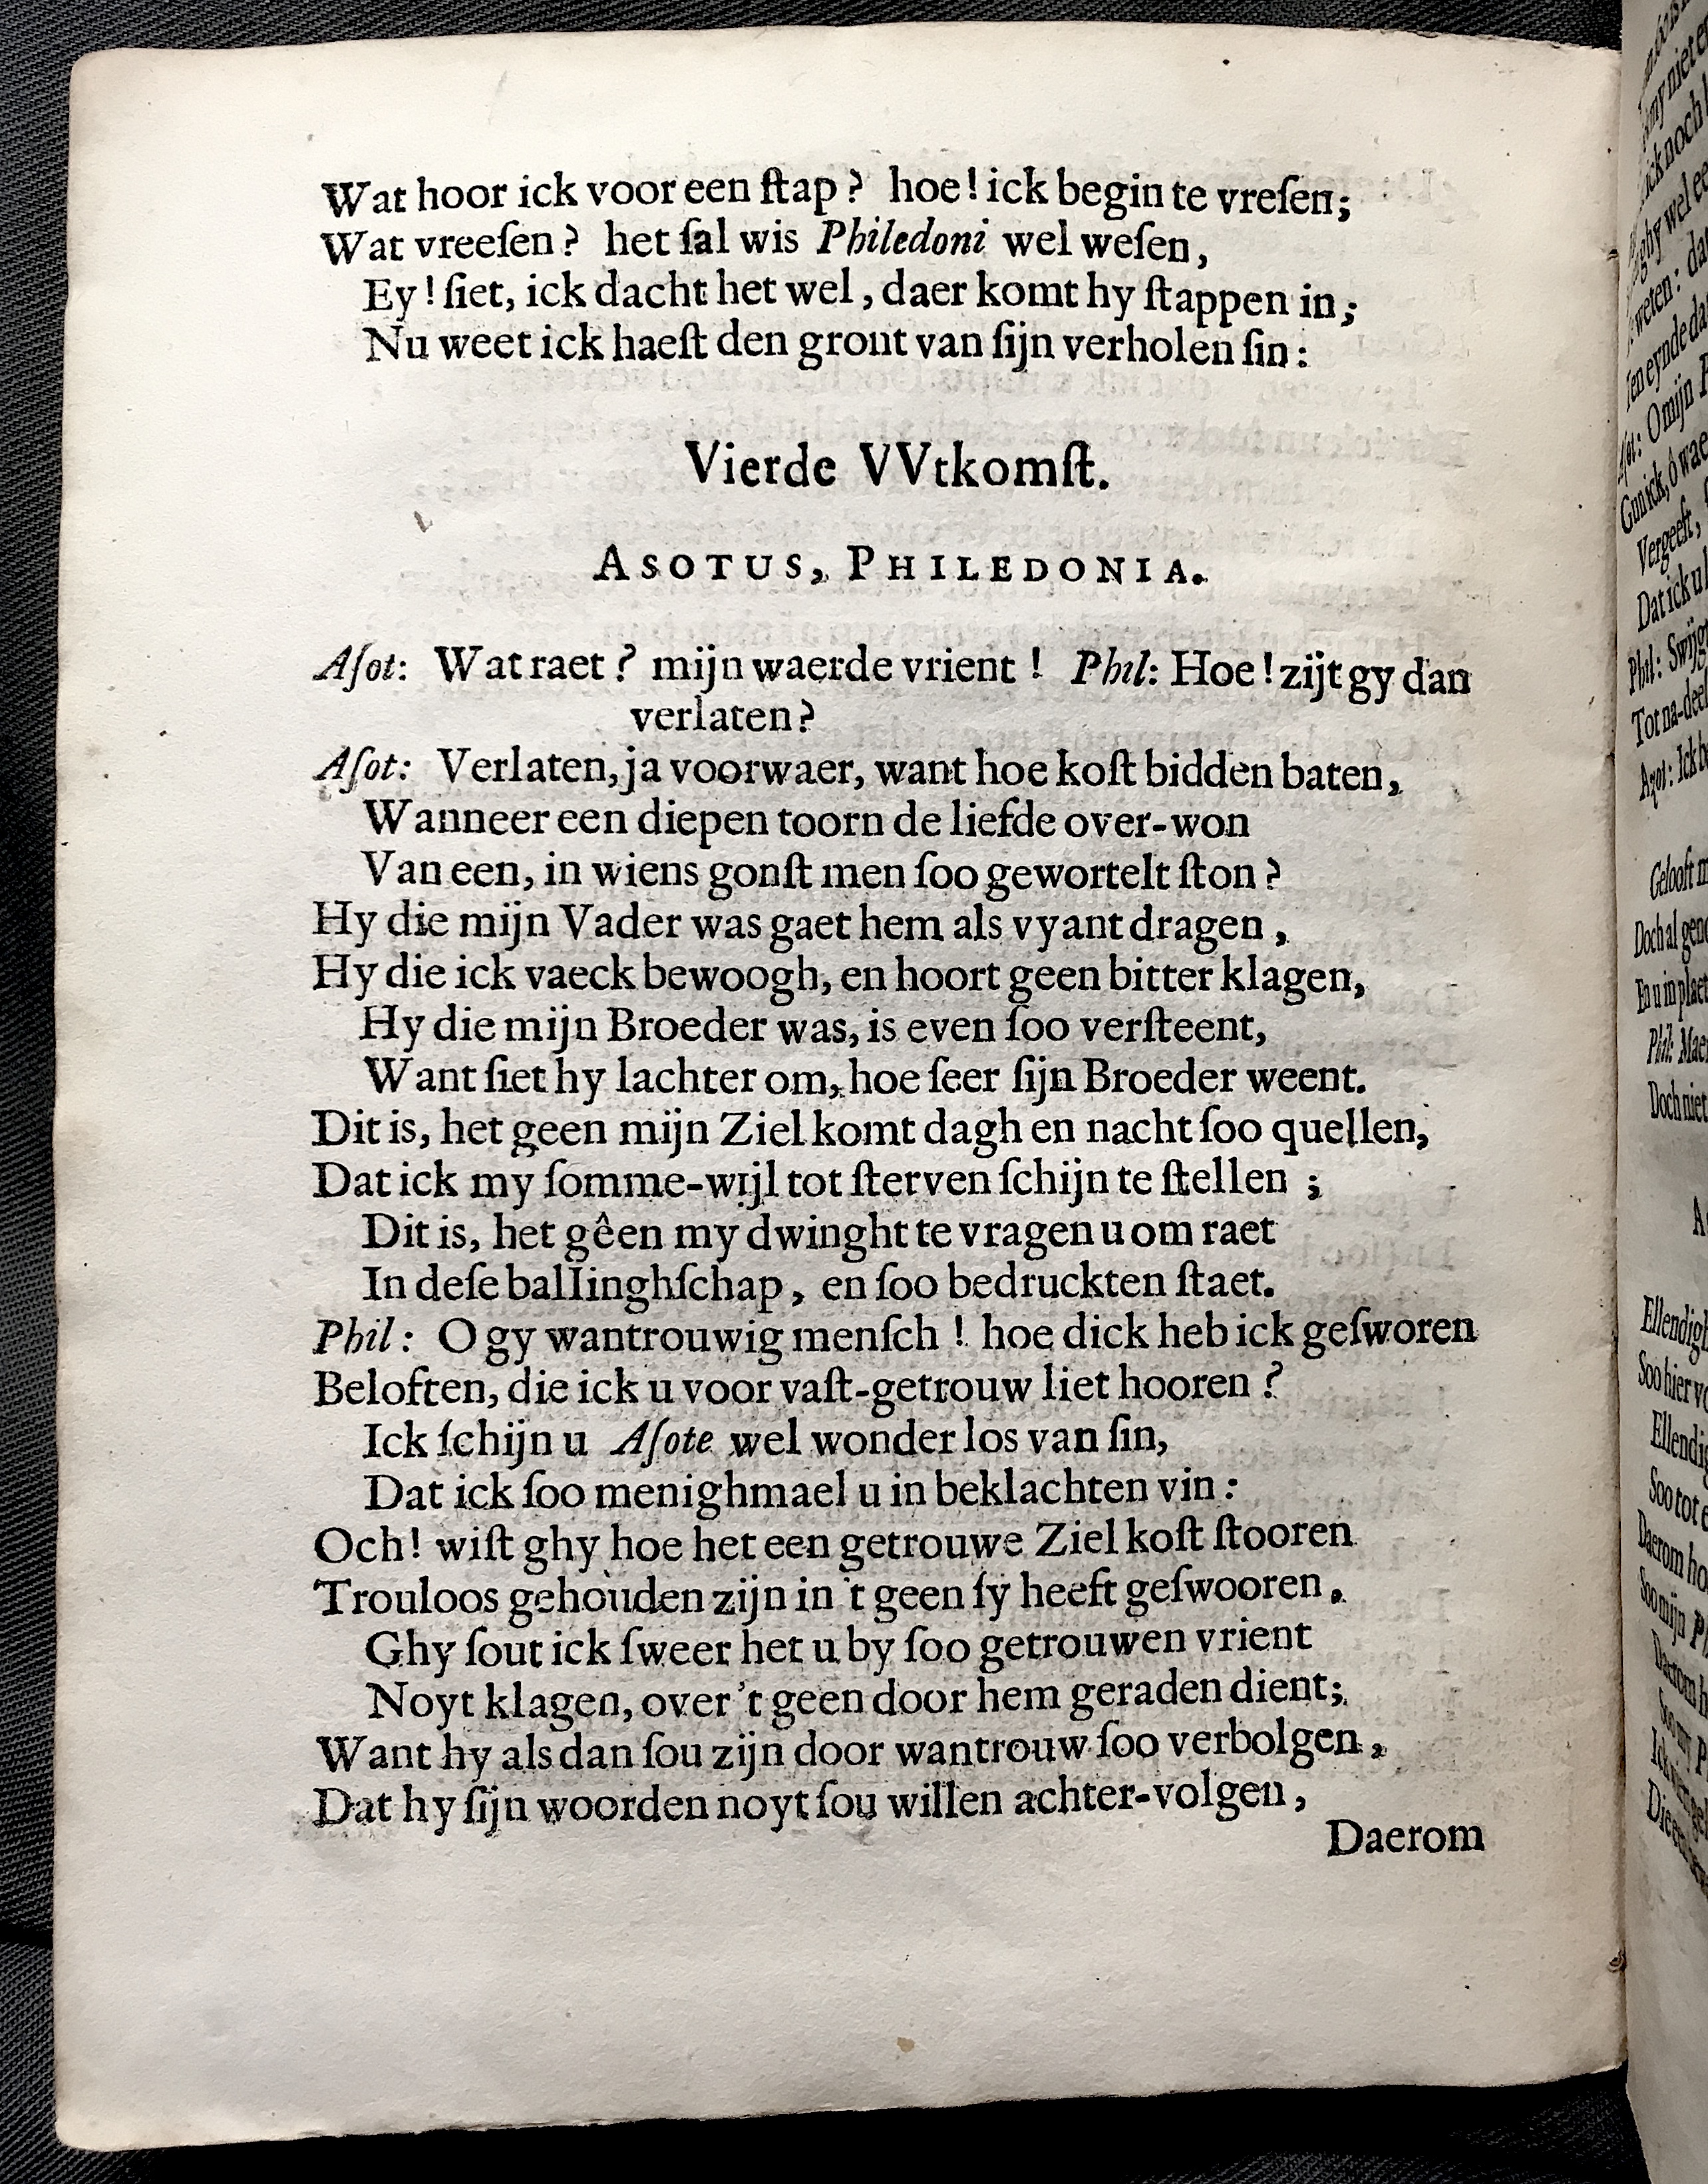 Wat hoor ick voor een ſtap? hoe! ick begin te vreſen;
Wat vreeſen? het ſal wis Philedoni wel weſen,
Ey! ſiet, ick dacht het wel, daer komt hy ſtappen in;
Nu weet ick haeſt den gront van ſijn verholen ſin:
Vierde VVtkomſt.
ASOTUS, PHILEDONIA.
Aſot: Wat raet? mijn waerde vrient! Phil: Hoe! zijt gy dan
verlaten?
Aſot: Verlaten, ja voorwaer, want hoe koſt bidden baten,
Wanneer een diepen toorn de liefde over-won
Van een, in wiens gonſt men ſoo gewortelt ſton?
Hy die mijn Vader was gaet hem als vyant dragen,
Hy die ick vaeck bewoogh, en hoort geen bitter klagen,
Hy die mijn Broeder was, is even ſoo verſteent,
Want ſiet hy lachter om, hoe ſeer ſijn Broeder weent.
Dit is, het geen mijn Ziel komt dagh en nacht ſoo quellen,
Dat ick my ſomme-wijl tot ſterven ſchijn te ſtellen;
Dit is, het gêen my dwinght te vragen u om raet
In deſe ballinghſchap, en ſoo bedruckten ſtaet.
Phil: O gy wantrouwig menſch! hoe dick heb ick geſworen
Beloften, die ick u voor vaſt-getrouw liet hooren?
Ick ſchijn u Aſote wel wonder los van ſin,
Dat ick ſoo menighmael u in beklachten vin:
Och! wiſt ghy hoe het een getrouwe Ziel koſt ſtooren
Trouloos gehouden zijn in 't geen ſy heeft geſwooren,
Ghy ſout ick ſweer het u by ſoo getrouwen vrient
Noyt klagen, over 't geen door hem geraden dient;
Want hy als dan ſou zijn door wantrouw ſoo verbolgen,
Dat hy ſijn woorden noyt ſou willen achter-volgen,
Daerom